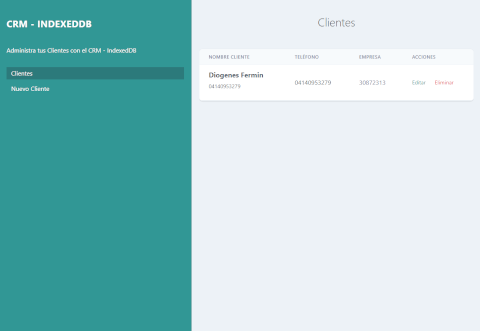 CRM - INDEXEDDB
Administra tus Clientes con el CRM - IndexedDB
Clientes
Nuevo Cliente
Clientes
NOMBRE CLIENTE TELÉFONO EMPRESA ACCIONES
Diogenes Fermin
04140953279
04140953279 30872313 Editar Eliminar